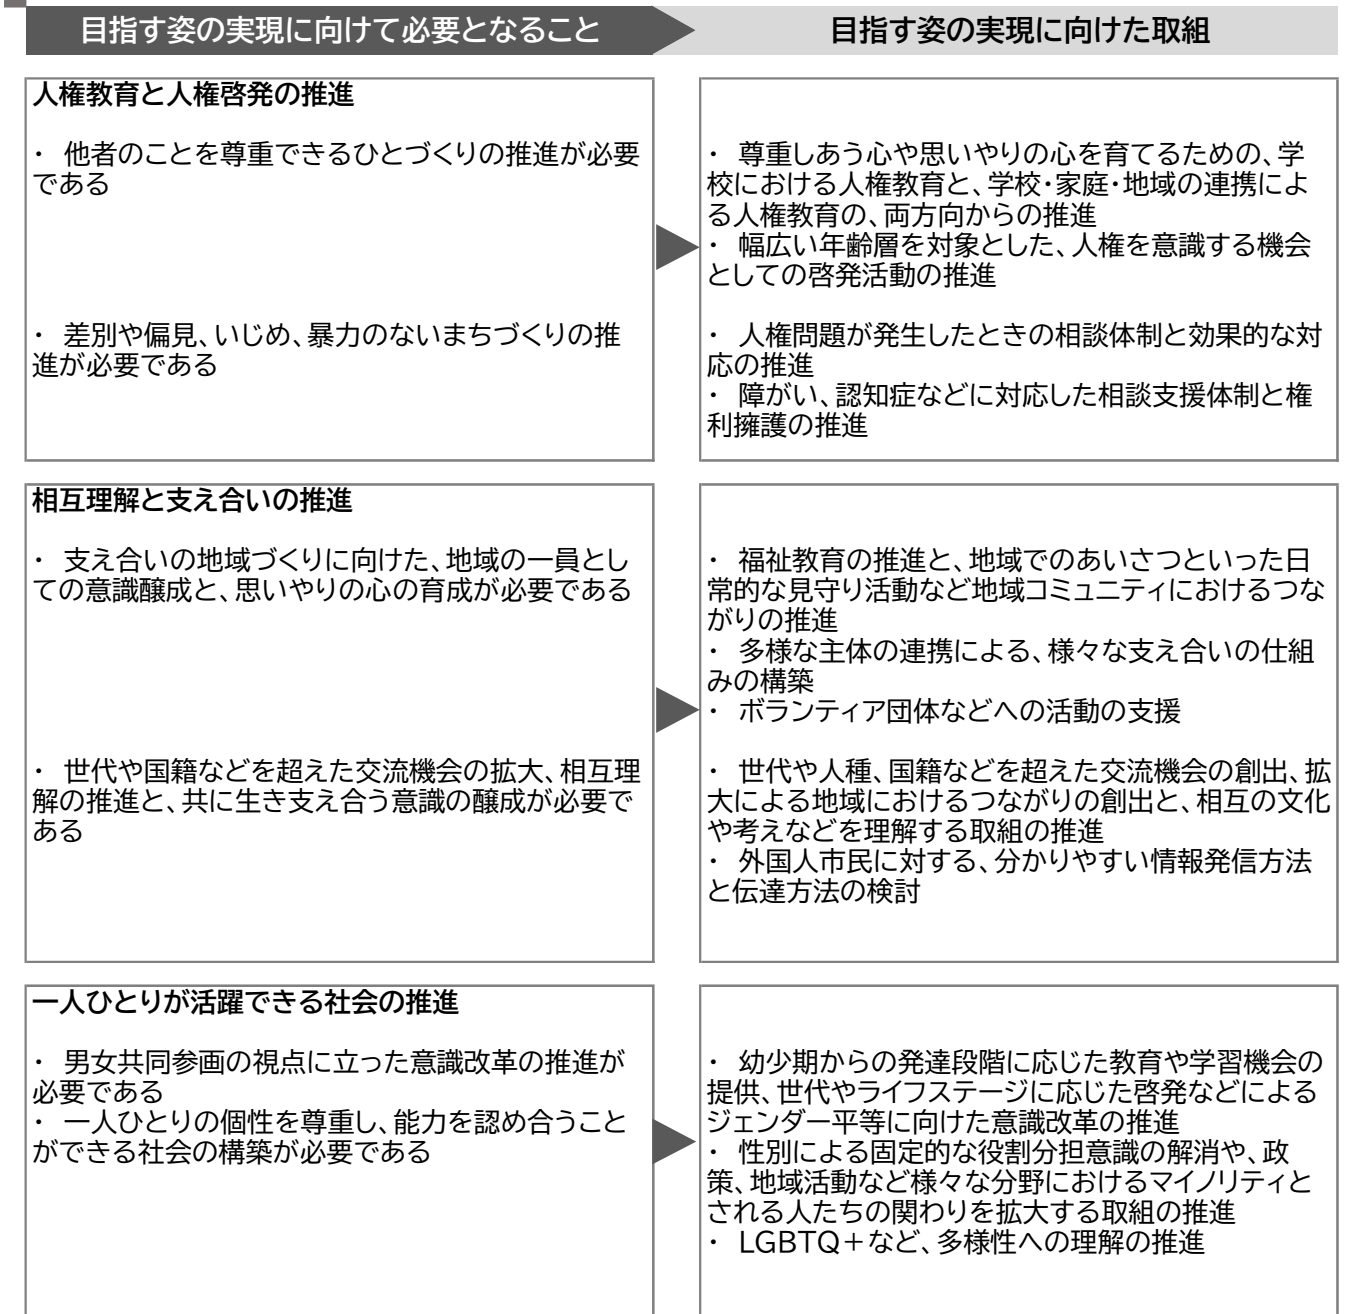 目指す姿の実現に向けて必要となること
目指す姿の実現に向けた取組
人権教育と人権啓発の推進
・ 他者のことを尊重できるひとづくりの推進が必要
である
・ 差別や偏見、いじめ、暴力のないまちづくりの推
進が必要である
・ 尊重しあう心や思いやりの心を育てるための、学
校における人権教育と、学校・家庭・地域の連携によ
る人権教育の、両方向からの推進
・ 幅広い年齢層を対象とした、人権を意識する機会
としての啓発活動の推進
・ 人権問題が発生したときの相談体制と効果的な対
応の推進
・ 障がい、認知症などに対応した相談支援体制と権
利擁護の推進
相互理解と支え合いの推進
・ 支え合いの地域づくりに向けた、地域の一員とし
ての意識醸成と、思いやりの心の育成が必要である
・ 世代や国籍などを超えた交流機会の拡大、相互理
解の推進と、共に生き支え合う意識の醸成が必要で
ある
・ 福祉教育の推進と、地域でのあいさつといった日
常的な見守り活動など地域コミュニティにおけるつな
がりの推進
・ 多様な主体の連携による、様々な支え合いの仕組
みの構築
・ ボランティア団体などへの活動の支援
・ 世代や人種、国籍などを超えた交流機会の創出、拡
大による地域におけるつながりの創出と、相互の文化
や考えなどを理解する取組の推進
・ 外国人市民に対する、分かりやすい情報発信方法
と伝達方法の検討
一人ひとりが活躍できる社会の推進
・ 男女共同参画の視点に立った意識改革の推進が
必要である
・ 一人ひとりの個性を尊重し、能力を認め合うこと
ができる社会の構築が必要である
・ 幼少期からの発達段階に応じた教育や学習機会の
提供、世代やライフステージに応じた啓発などによる
ジェンダー平等に向けた意識改革の推進
・ 性別による固定的な役割分担意識の解消や、政
策、地域活動など様々な分野におけるマイノリティと
される人たちの関わりを拡大する取組の推進
・ LGBTQ＋など、多様性への理解の推進